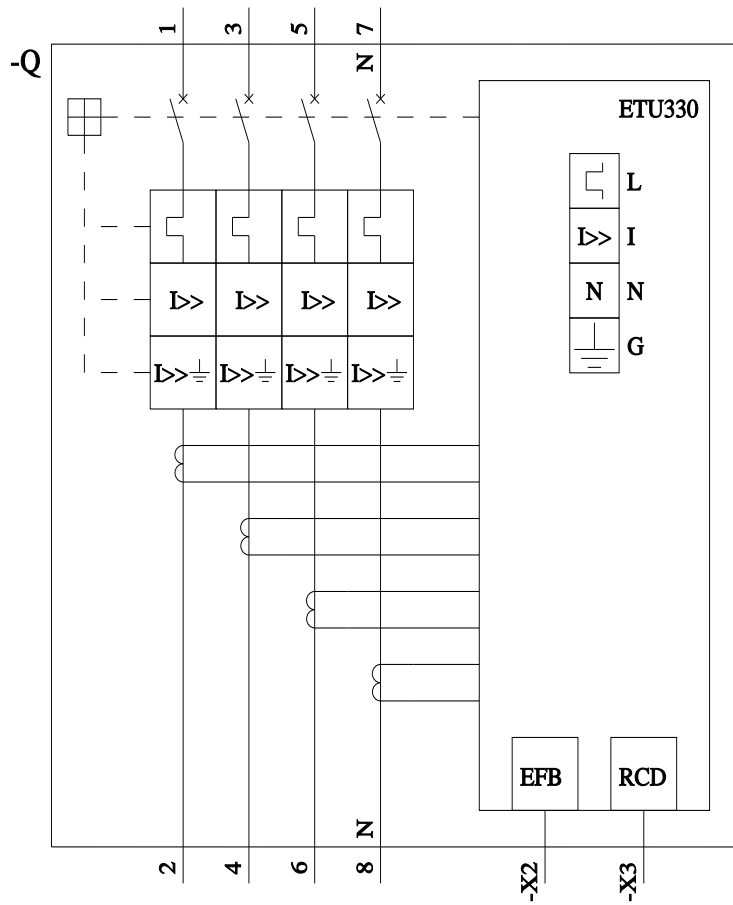 1 3 5 7
-Q
N
ETU330
L
I>> I
N N
G
I>> I>> I>> I>>
I>> I>> I>> I>>
EFB RCD
N
2 4 6 8 -X2 -X3